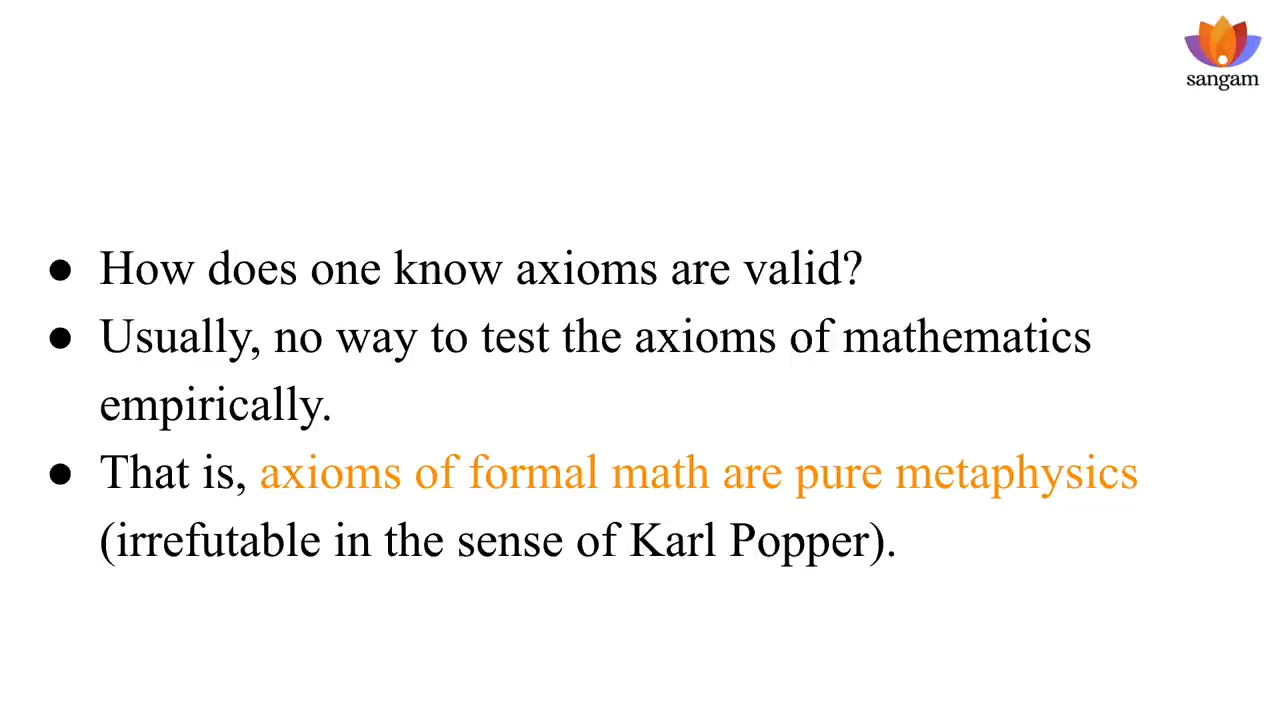 sangam
● How does one know axioms are valid?
● Usually, no way to test the axioms of mathematics
empirically.
● That is, axioms of formal math are pure metaphysics
(irrefutable in the sense of Karl Popper).